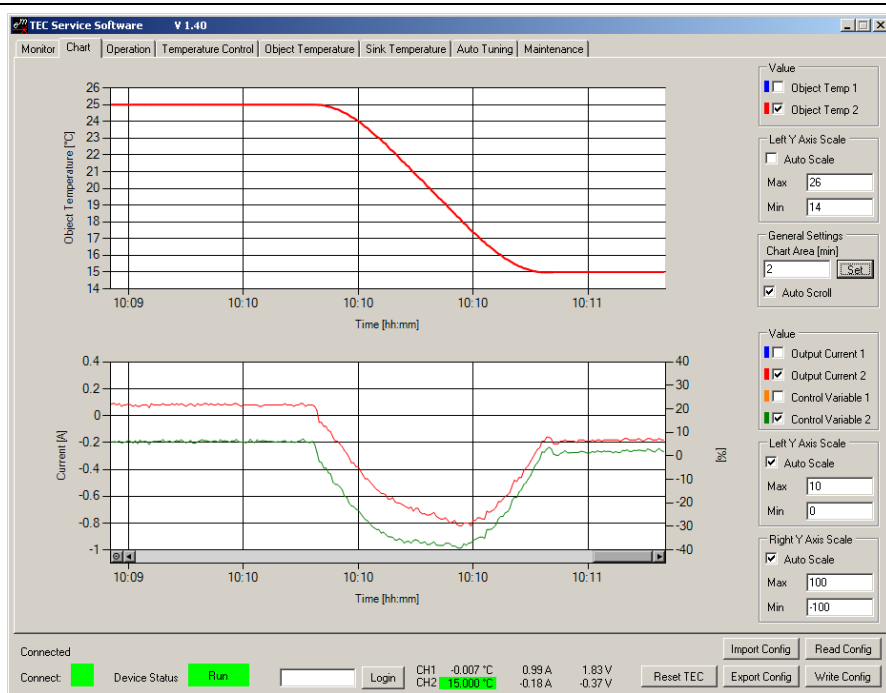 TEC Service Software V 1.40
Monitor Chart Operation Temperature Control Object Temperature Sink Temperature Auto Tuning Maintenance
Object Temperature [°C]
26
25
24
23
22
21
20
19
18
17
16
15
14
10:09 10:10 10:10 10:10 10:11
Time [hh:mm]
Value
Object Temp 1
Object Temp 2
Left Y Axis Scale
Auto Scale
Max 26
Min 14
General Settings
Chart Area [min]
2 Set
Auto Scroll
Current [A]
0.4
0.2
0
-0.2
-0.4
-0.6
-0.8
-1
40
30
20
10
0
-10
-20
-30
-40
[%]
10:09 10:10 10:10 10:10 10:11
Time [hh:mm]
Value
Output Current 1
Output Current 2
Control Variable 1
Control Variable 2
Left Y Axis Scale
Auto Scale
Max 10
Min 0
Right Y Axis Scale
Auto Scale
Max 100
Min -100
Connected
Connect: Device Status Run Login
CH1 -0.007 °C 0.99 A 1.83 V
CH2 15.000 °C -0.18 A -0.37 V
Reset TEC
Import Config Read Config
Export Config Write Config